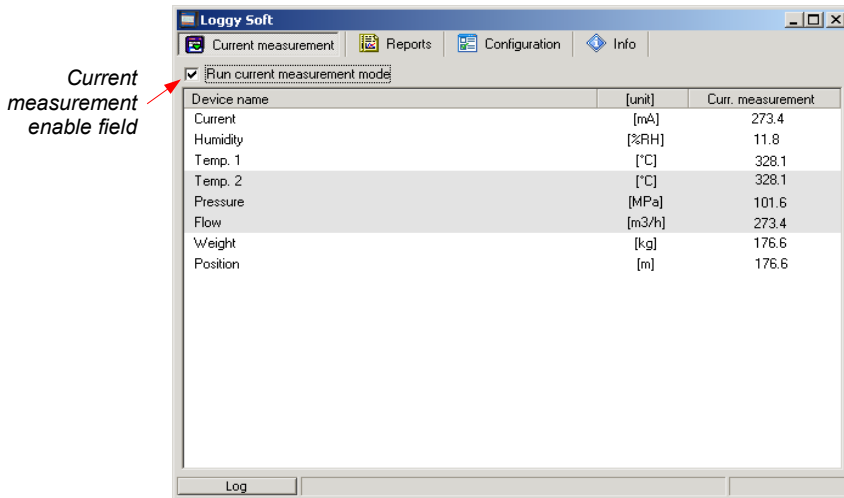 Loggy Soft
Current measurement Reports Configuration Info
Current
measurement
enable field
Run current measurement mode
Device name [unit] Curr. measurement
Current [mA] 273.4
Humidity [%RH] 11.8
Temp. 1 [°C] 328.1
Temp. 2 [°C] 328.1
Pressure [MPa] 101.6
Flow [m3/h] 273.4
Weight [kg] 176.6
Position [m] 176.6
Log